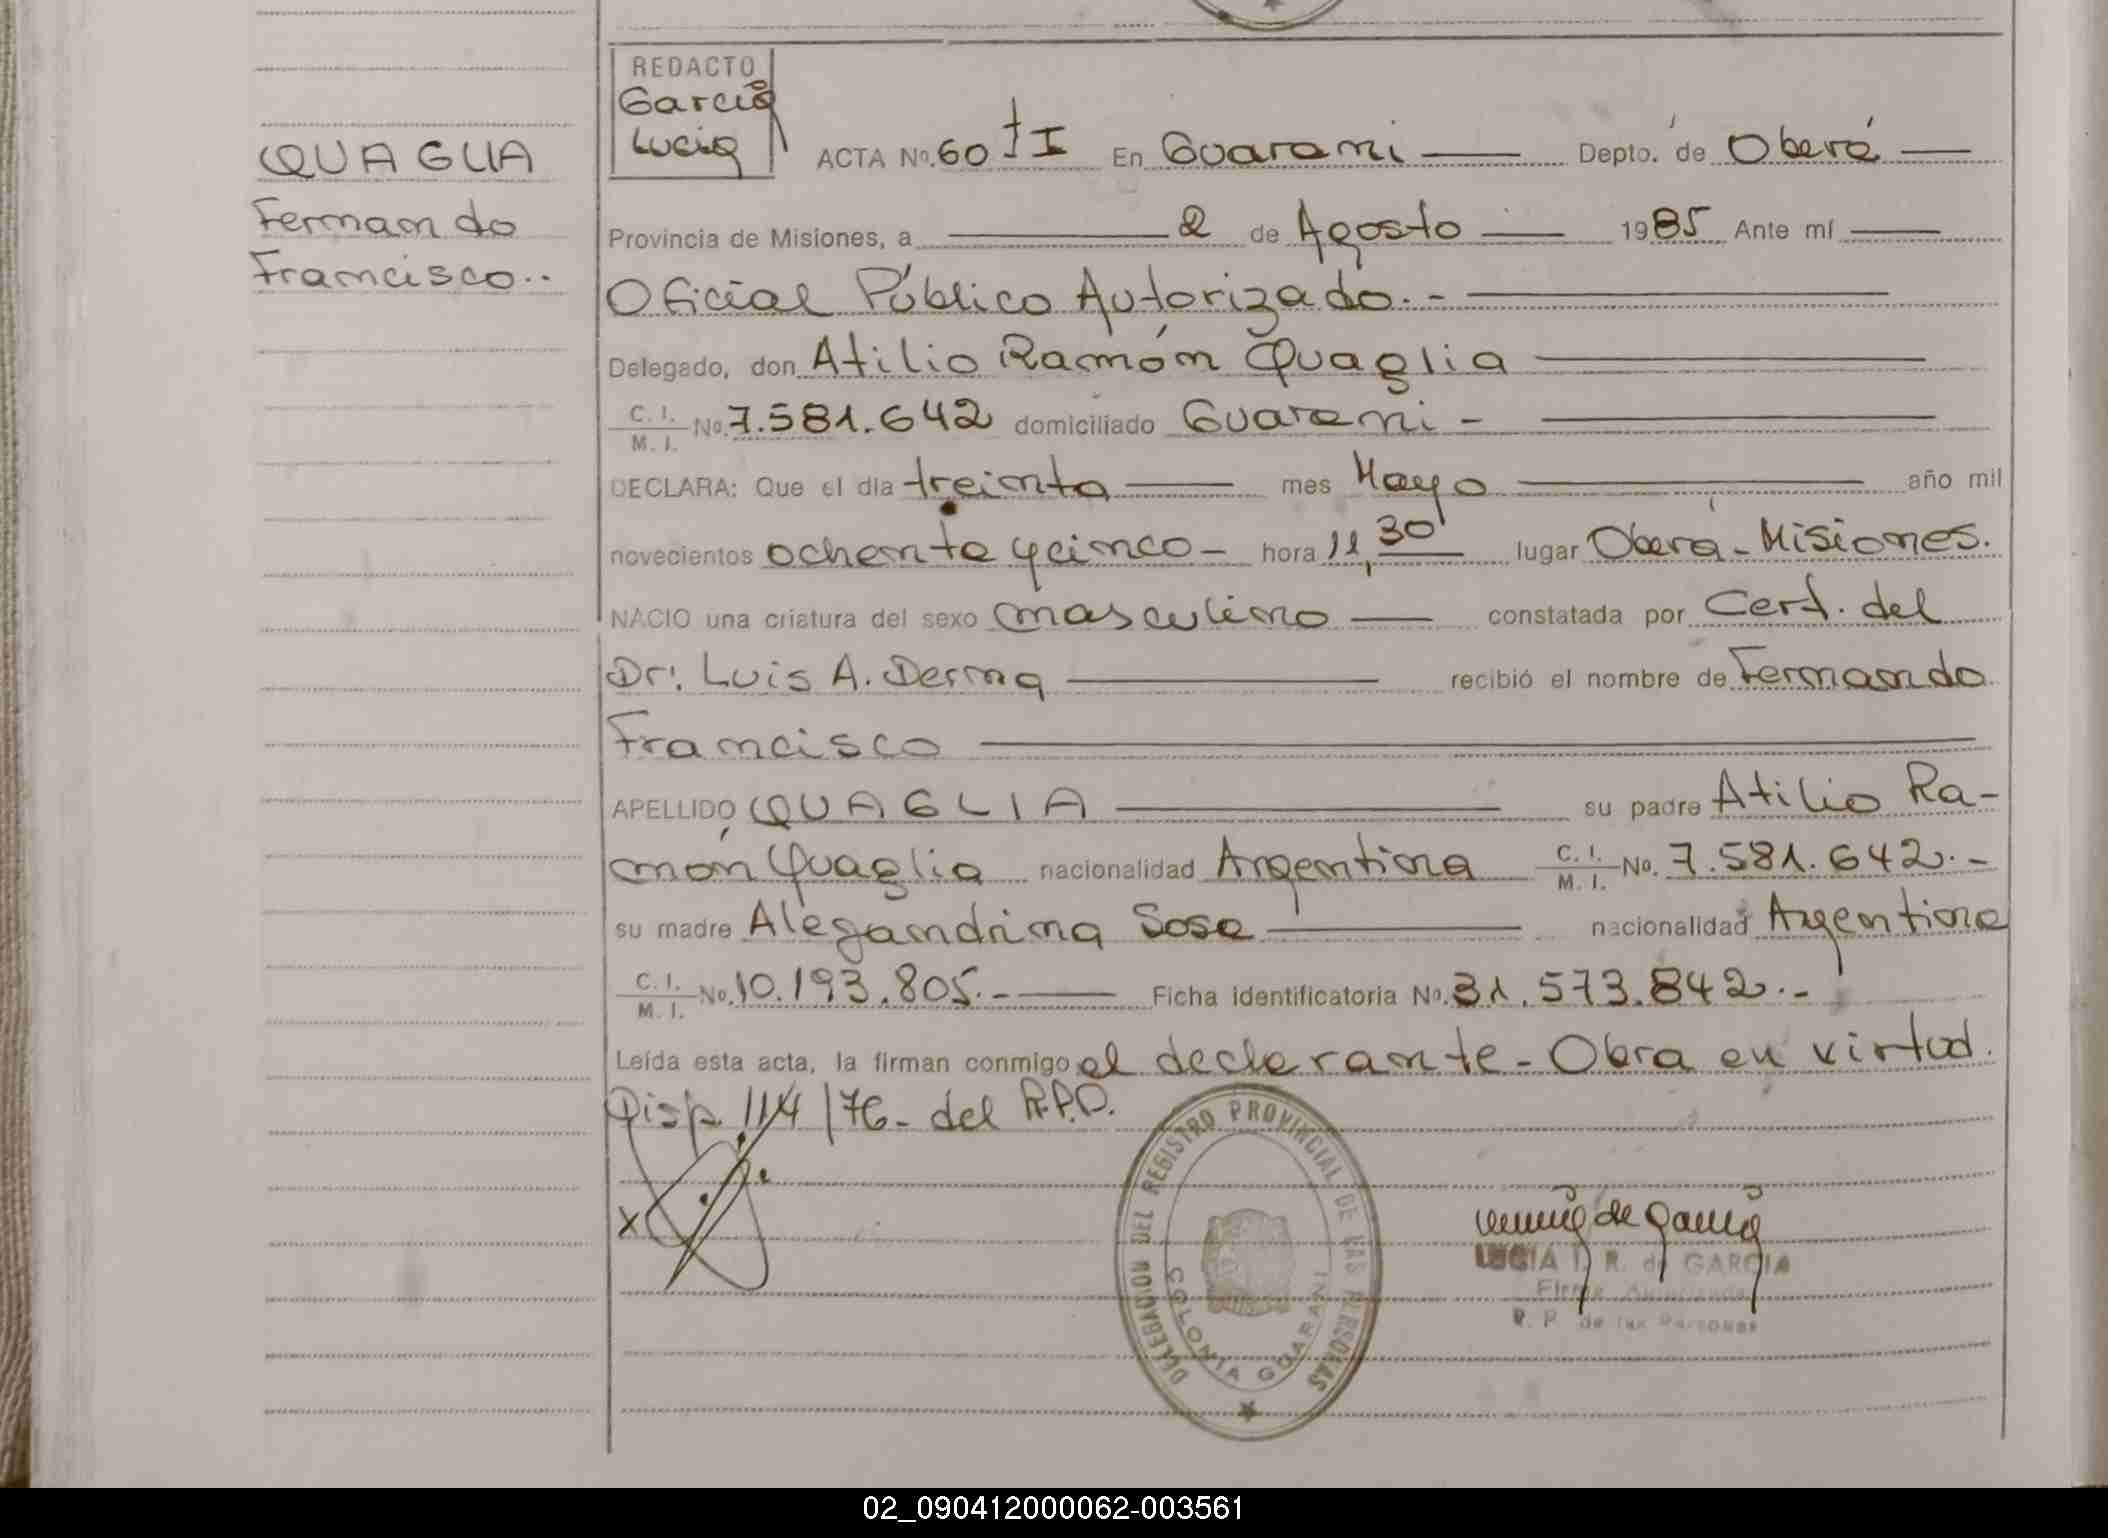 REDACTO
García
Lucia
QUAGLIA
Fernando
Francisco..
ACTA No. 60 tI En Guarani Depto. de Oberá
Provincia de Misiones, a 2 de Agosto 1985 Ante mí
Oficial Público Autorizado.-
Delegado, don Atilio Ramón Quaglia
C. I. / M. I. No. 7.581.642 domiciliado Guarani -
DECLARA: Que el dia treinta mes Mayo año mil
novecientos ochenta y cinco - hora 11,30 lugar Oberá - Misiones.
NACIO una criatura del sexo masculino constatada por Cert. del
Dr. Luis A. Derna recibió el nombre de Fernando
Francisco
APELLIDO QUAGLIA su padre Atilio Ra-
món Quaglia nacionalidad Argentina C. I. / M. I. No. 7.581.642.-
su madre Alegandrina Sosa nacionalidad Argentina
C. I. / M. I. No. 10.193.805.- Ficha identificatoria No. 31.573.842.-
Leída esta acta, la firman conmigo el declarante - Obra en virtud
Disp. 114/76 - del R.P.D.
X
DELEGACION DEL REGISTRO PROVINCIAL DE LAS PERSONAS
COLONIA GUARANI
LUCIA I. R. de GARCIA
R. P. de las Personas
02_090412000062-003561